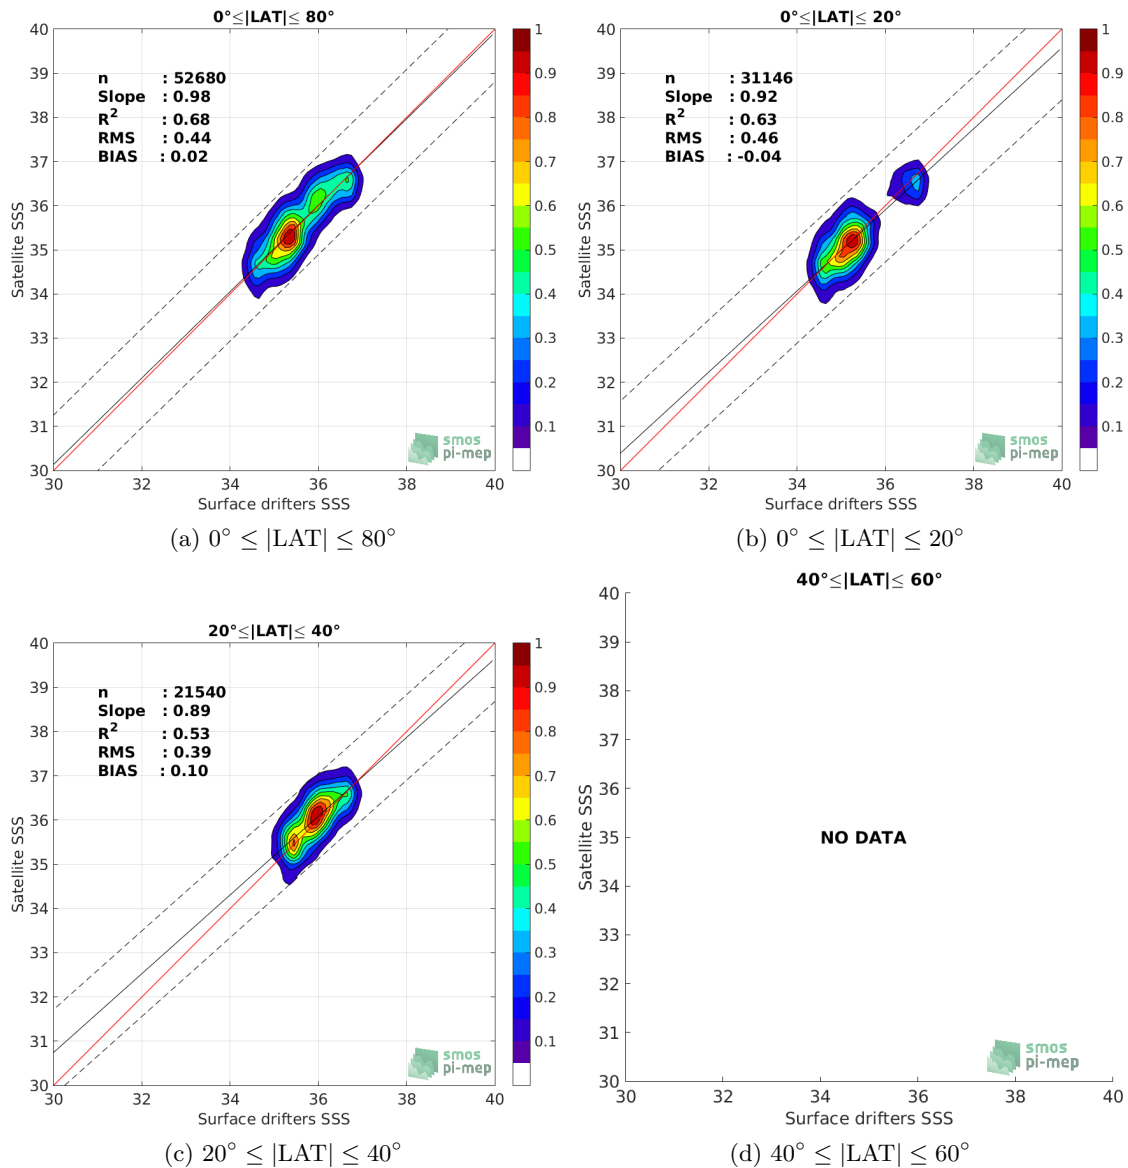 0°≤|LAT|≤ 80°
n : 52680
Slope : 0.98
R2 : 0.68
RMS : 0.44
BIAS : 0.02
Satellite SSS
40
39
38
37
36
35
34
33
32
31
30
30 32 34 36 38 40
Surface drifters SSS
1
0.9
0.8
0.7
0.6
0.5
0.4
0.3
0.2
0.1
smos
pi-mep
(a) 0° ≤ |LAT| ≤ 80°
0°≤|LAT|≤ 20°
n : 31146
Slope : 0.92
R2 : 0.63
RMS : 0.46
BIAS : -0.04
Satellite SSS
40
39
38
37
36
35
34
33
32
31
30
30 32 34 36 38 40
Surface drifters SSS
1
0.9
0.8
0.7
0.6
0.5
0.4
0.3
0.2
0.1
smos
pi-mep
(b) 0° ≤ |LAT| ≤ 20°
20°≤|LAT|≤ 40°
n : 21540
Slope : 0.89
R2 : 0.53
RMS : 0.39
BIAS : 0.10
Satellite SSS
40
39
38
37
36
35
34
33
32
31
30
30 32 34 36 38 40
Surface drifters SSS
1
0.9
0.8
0.7
0.6
0.5
0.4
0.3
0.2
0.1
smos
pi-mep
(c) 20° ≤ |LAT| ≤ 40°
40°≤|LAT|≤ 60°
Satellite SSS
40
39
38
37
36
35
34
33
32
31
30
NO DATA
30 32 34 36 38 40
Surface drifters SSS
smos
pi-mep
(d) 40° ≤ |LAT| ≤ 60°